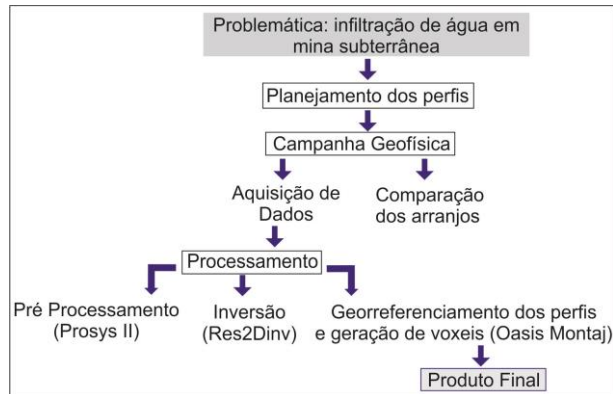 Problemática: infiltração de água em
mina subterrânea
Planejamento dos perfis
Campanha Geofísica
Aquisição de
Dados
Comparação
dos arranjos
Processamento
Pré Processamento
(Prosys II)
Inversão
(Res2Dinv)
Georreferenciamento dos perfis
e geração de voxeis (Oasis Montaj)
Produto Final